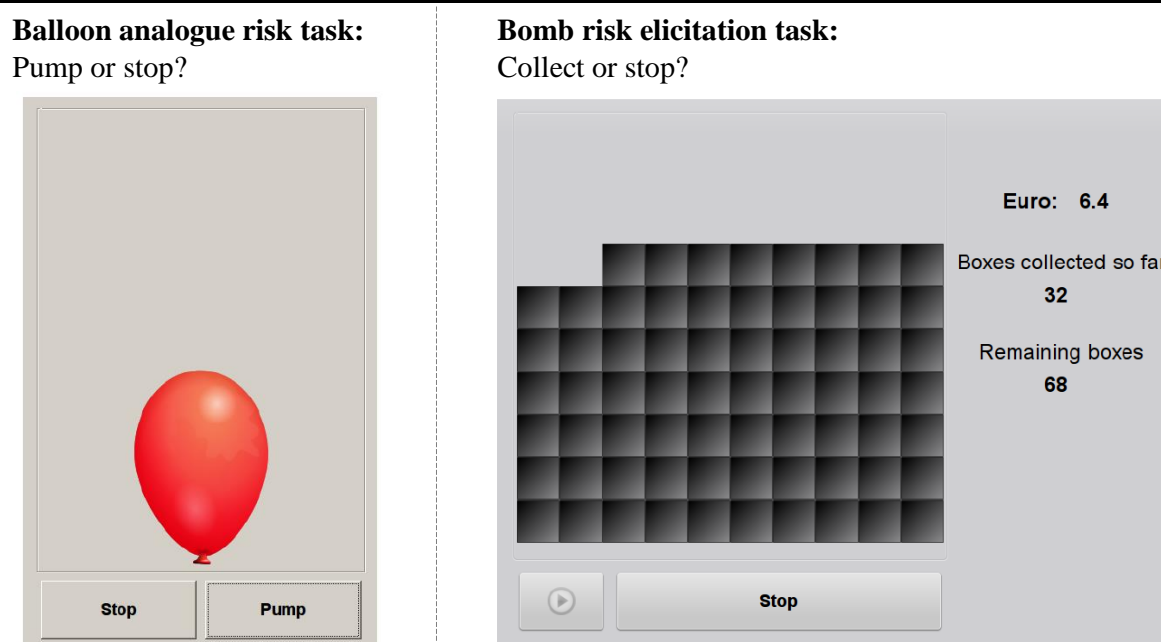 Balloon analogue risk task:
Pump or stop?
Stop
Pump
Bomb risk elicitation task:
Collect or stop?
Euro: 6.4
Boxes collected so far
32
Remaining boxes
68
Stop